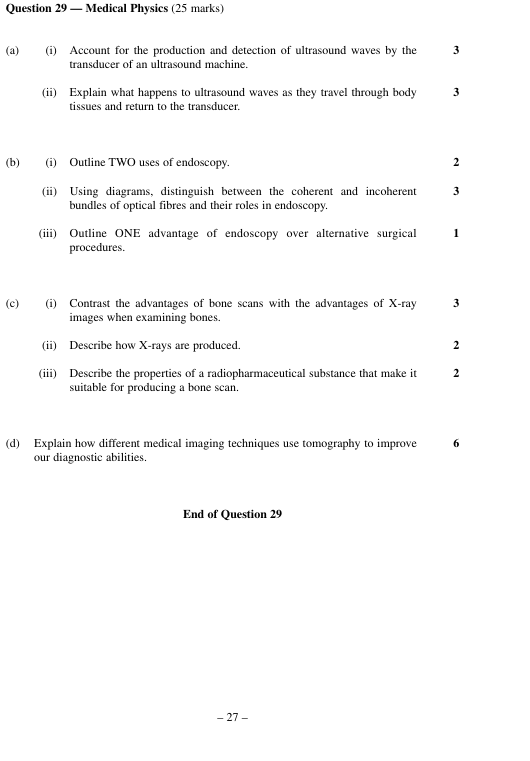 Question 29 — Medical Physics (25 marks)
(a) (i) Account for the production and detection of ultrasound waves by the 3
transducer of an ultrasound machine.
(ii) Explain what happens to ultrasound waves as they travel through body 3
tissues and return to the transducer.
(b) (i) Outline TWO uses of endoscopy. 2
(ii) Using diagrams, distinguish between the coherent and incoherent 3
bundles of optical fibres and their roles in endoscopy.
(iii) Outline ONE advantage of endoscopy over alternative surgical 1
procedures.
(c) (i) Contrast the advantages of bone scans with the advantages of X-ray 3
images when examining bones.
(ii) Describe how X-rays are produced. 2
(iii) Describe the properties of a radiopharmaceutical substance that make it 2
suitable for producing a bone scan.
(d) Explain how different medical imaging techniques use tomography to improve 6
our diagnostic abilities.
End of Question 29
– 27 –